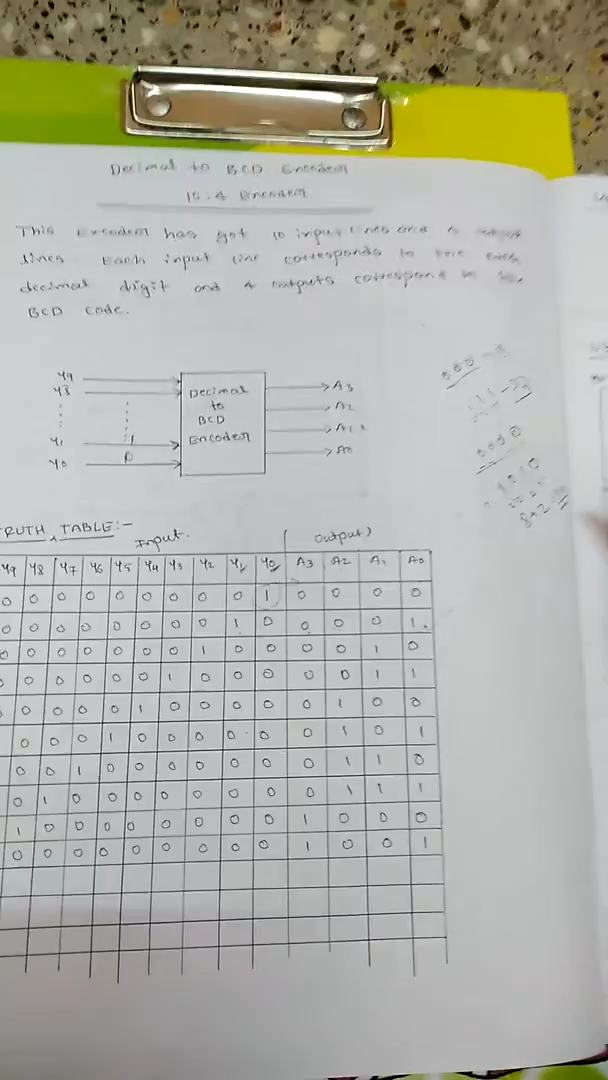 Decimal to BCD Encoder
10:4 Encoder
This Encoder has got 10 input lines and 4 output
lines. Each input line corresponds to each
decimal digit and 4 outputs correspond to
BCD code.
Y9
Y8
Y1
Y0
Decimal
to
BCD
Encoder
A3
A2
A1
A0
TRUTH TABLE:-
Input.
(Output)
Y9 Y8 Y7 Y6 Y5 Y4 Y3 Y2 Y1 Y0 A3 A2 A1 A0
0 0 0 0 0 0 0 0 0 1 0 0 0 0
0 0 0 0 0 0 0 0 1 0 0 0 0 1
0 0 0 0 0 0 0 1 0 0 0 0 1 0
0 0 0 0 0 0 1 0 0 0 0 0 1 1
0 0 0 0 0 1 0 0 0 0 0 1 0 0
0 0 0 1 0 0 0 0 0 0 1 0 1
0 0 1 0 0 0 0 0 0 0 1 1 0
0 1 0 0 0 0 0 0 0 0 1 1 1
1 0 0 0 0 0 0 0 0 1 0 0 0
0 0 0 0 0 0 0 0 0 1 0 0 1